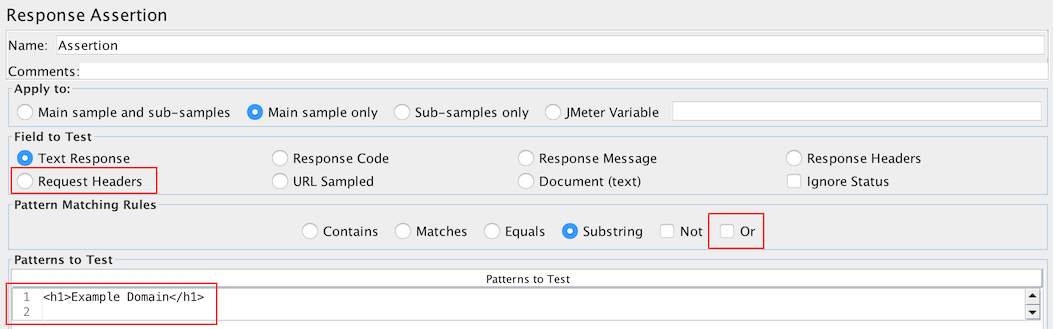 Response Assertion
Name: Assertion
Comments:
Apply to:
Main sample and sub-samples Main sample only Sub-samples only JMeter Variable
Field to Test
Text Response Response Code Response Message Response Headers
Request Headers URL Sampled Document (text) Ignore Status
Pattern Matching Rules
Contains Matches Equals Substring Not Or
Patterns to Test
Patterns to Test
1 <h1>Example Domain</h1>
2